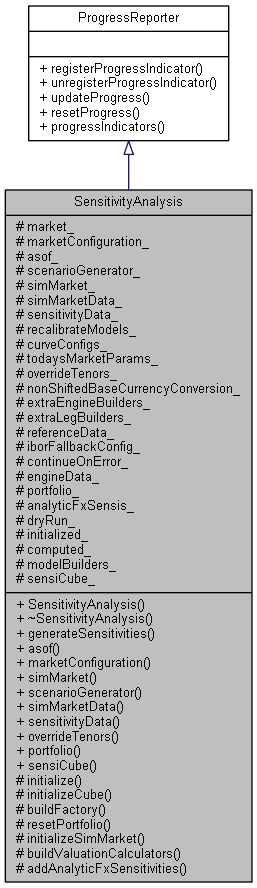 ProgressReporter
+ registerProgressIndicator()
+ unregisterProgressIndicator()
+ updateProgress()
+ resetProgress()
+ progressIndicators()
SensitivityAnalysis
# market_
# marketConfiguration_
# asof_
# scenarioGenerator_
# simMarket_
# simMarketData_
# sensitivityData_
# recalibrateModels_
# curveConfigs_
# todaysMarketParams_
# overrideTenors_
# nonShiftedBaseCurrencyConversion_
# extraEngineBuilders_
# extraLegBuilders_
# referenceData_
# iborFallbackConfig_
# continueOnError_
# engineData_
# portfolio_
# analyticFxSensis_
# dryRun_
# initialized_
# computed_
# modelBuilders_
# sensiCube_
+ SensitivityAnalysis()
+ ~SensitivityAnalysis()
+ generateSensitivities()
+ asof()
+ marketConfiguration()
+ simMarket()
+ scenarioGenerator()
+ simMarketData()
+ sensitivityData()
+ overrideTenors()
+ portfolio()
+ sensiCube()
# initialize()
# initializeCube()
# buildFactory()
# resetPortfolio()
# initializeSimMarket()
# buildValuationCalculators()
# addAnalyticFxSensitivities()